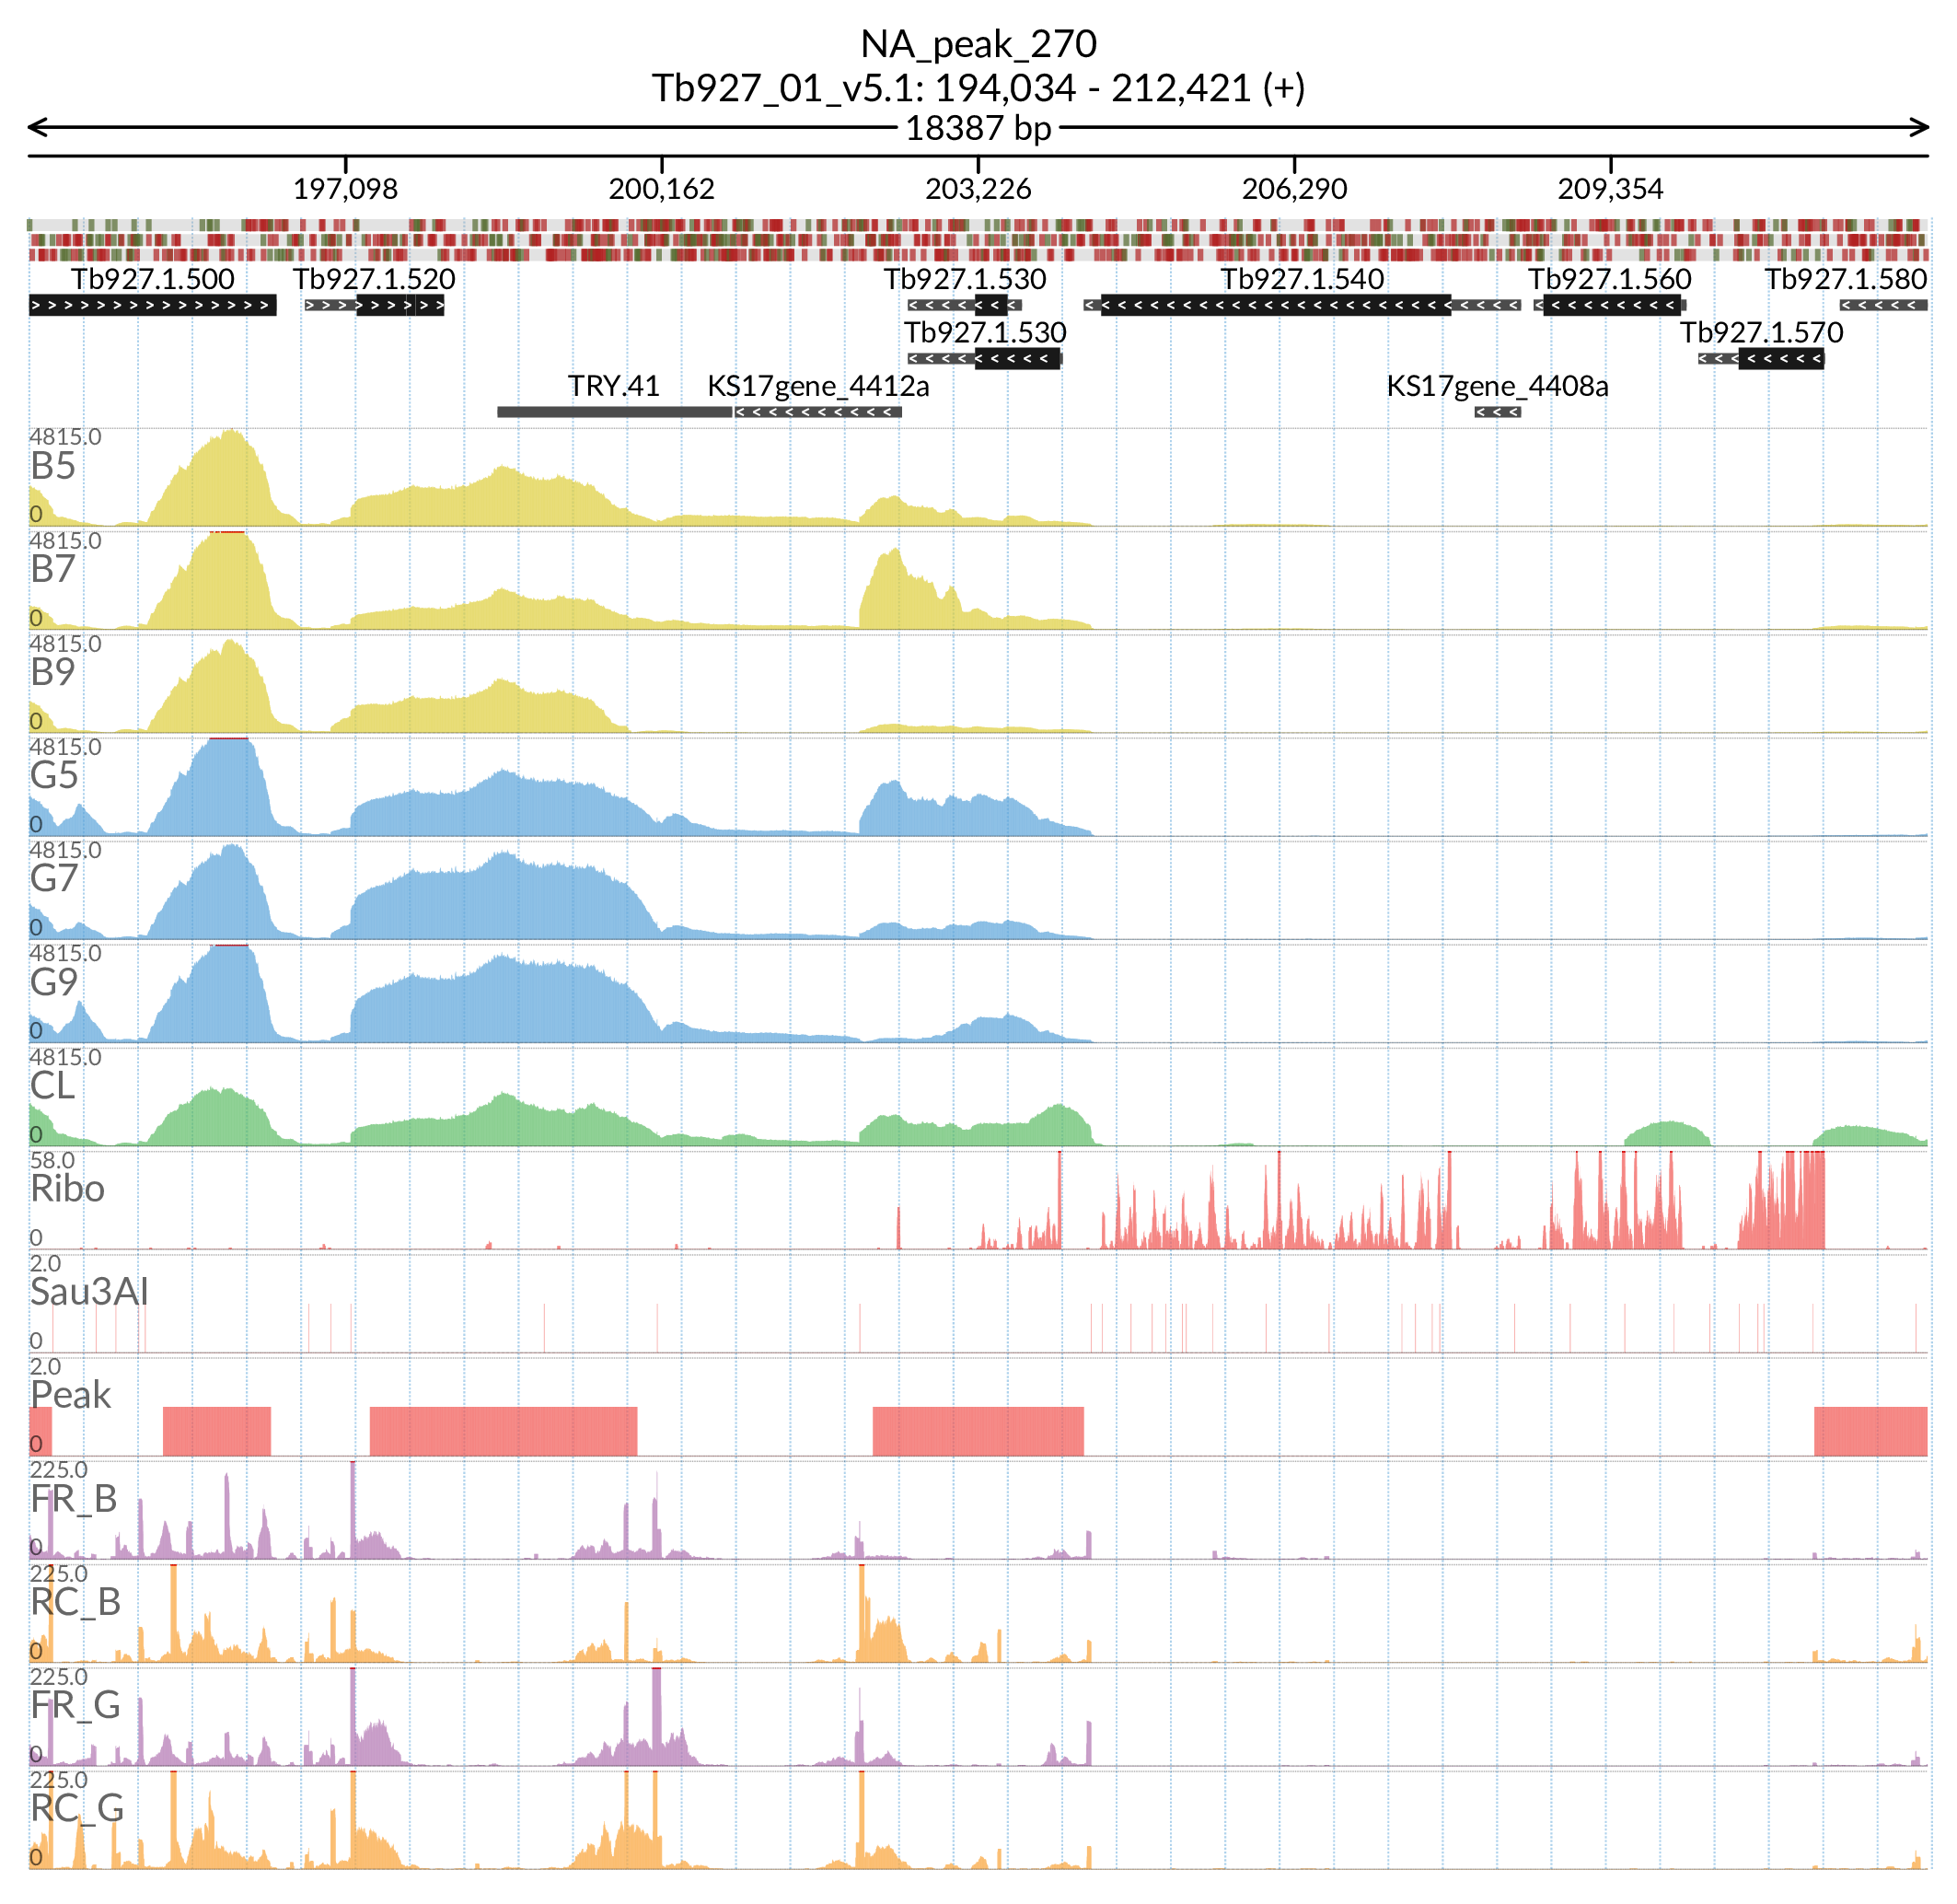 NA_peak_270
Tb927_01_v5.1: 194,034 - 212,421 (+)
18387 bp
197,098 200,162 203,226 206,290 209,354
Tb927.1.500 Tb927.1.520 Tb927.1.530 Tb927.1.540 Tb927.1.560 Tb927.1.580
Tb927.1.530 Tb927.1.570
TRY.41 KS17gene_4412a KS17gene_4408a
4815.0
B5
0
4815.0
B7
0
4815.0
B9
0
4815.0
G5
0
4815.0
G7
0
4815.0
G9
0
4815.0
CL
0
58.0
Ribo
0
2.0
Sau3AI
0
2.0
Peak
0
225.0
FR_B
0
225.0
RC_B
0
225.0
FR_G
0
225.0
RC_G
0